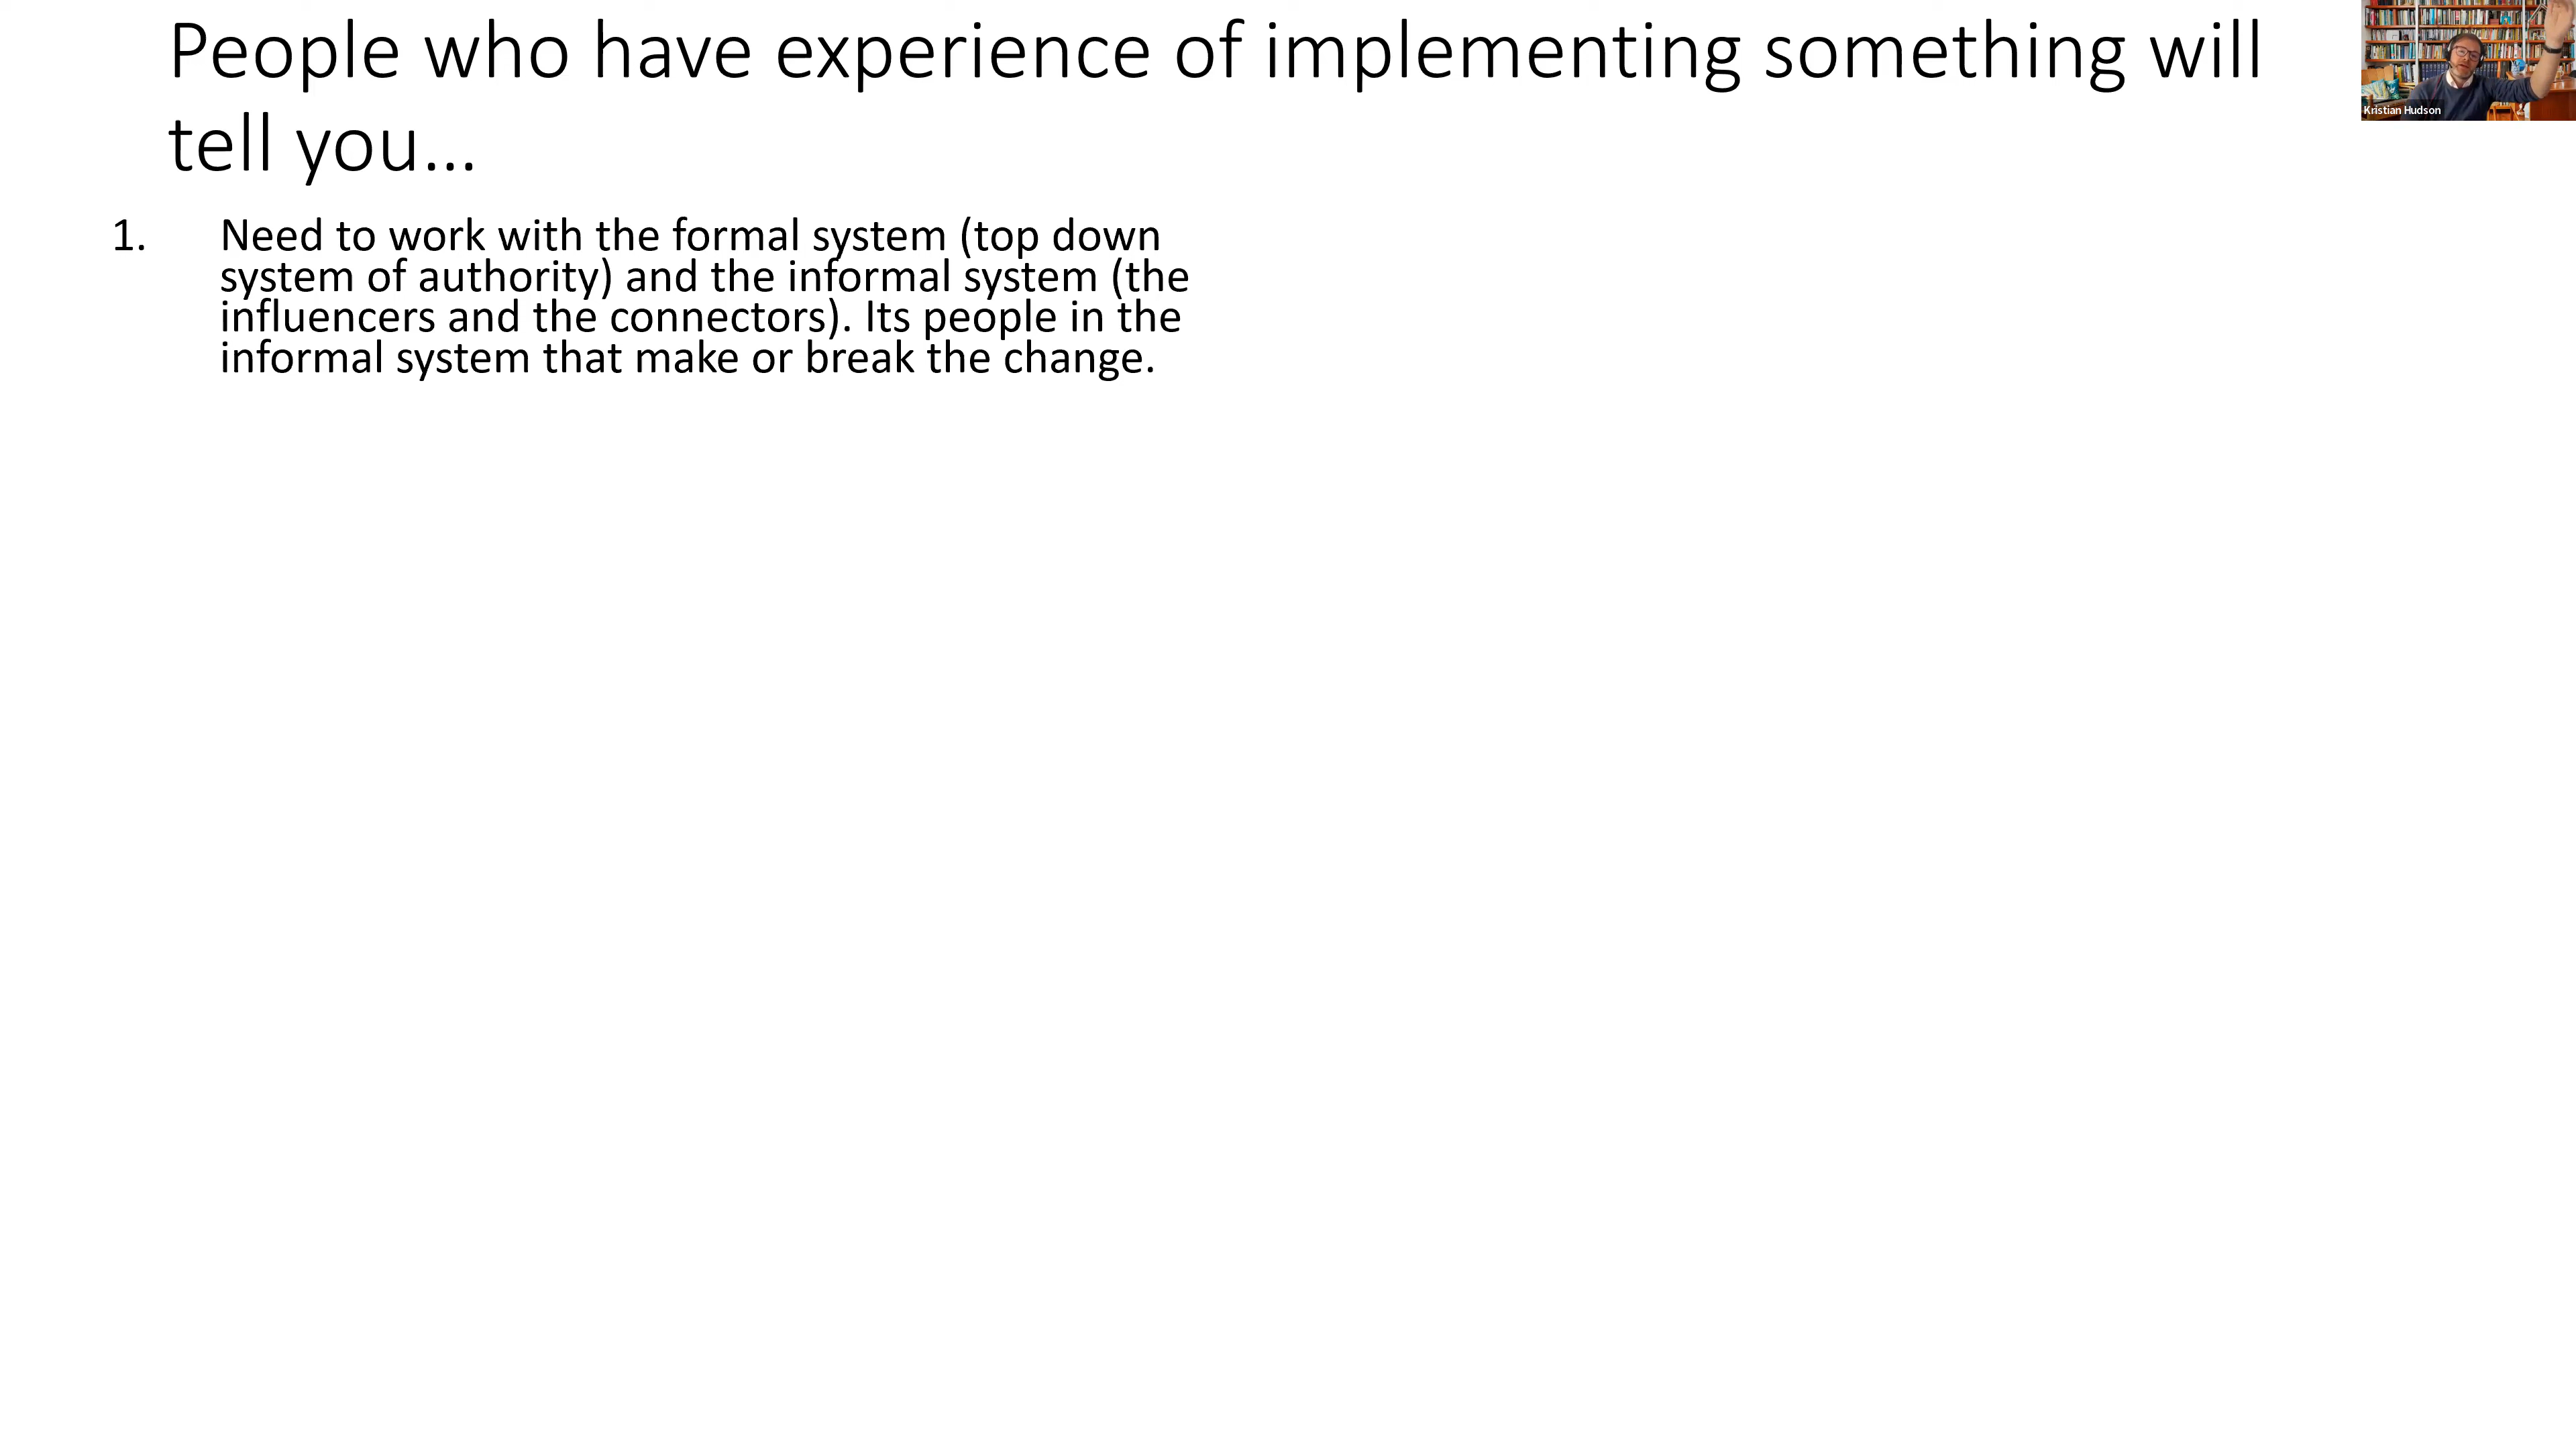 People who have experience of implementing something will
tell you...
1. Need to work with the formal system (top down
system of authority) and the informal system (the
influencers and the connectors). Its people in the
informal system that make or break the change.
Kristian Hudson